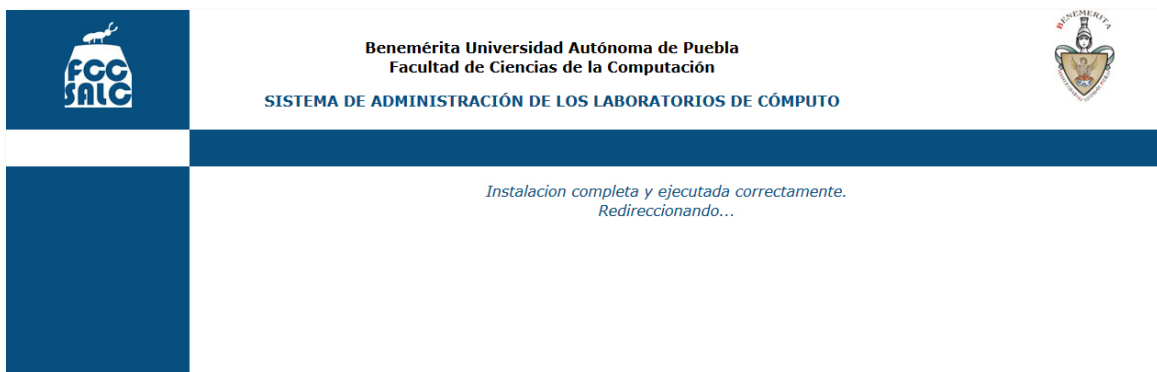 FCC
SALC
Benemérita Universidad Autónoma de Puebla
Facultad de Ciencias de la Computación
SISTEMA DE ADMINISTRACIÓN DE LOS LABORATORIOS DE CÓMPUTO
BENEMERITA
Instalacion completa y ejecutada correctamente.
Redireccionando...